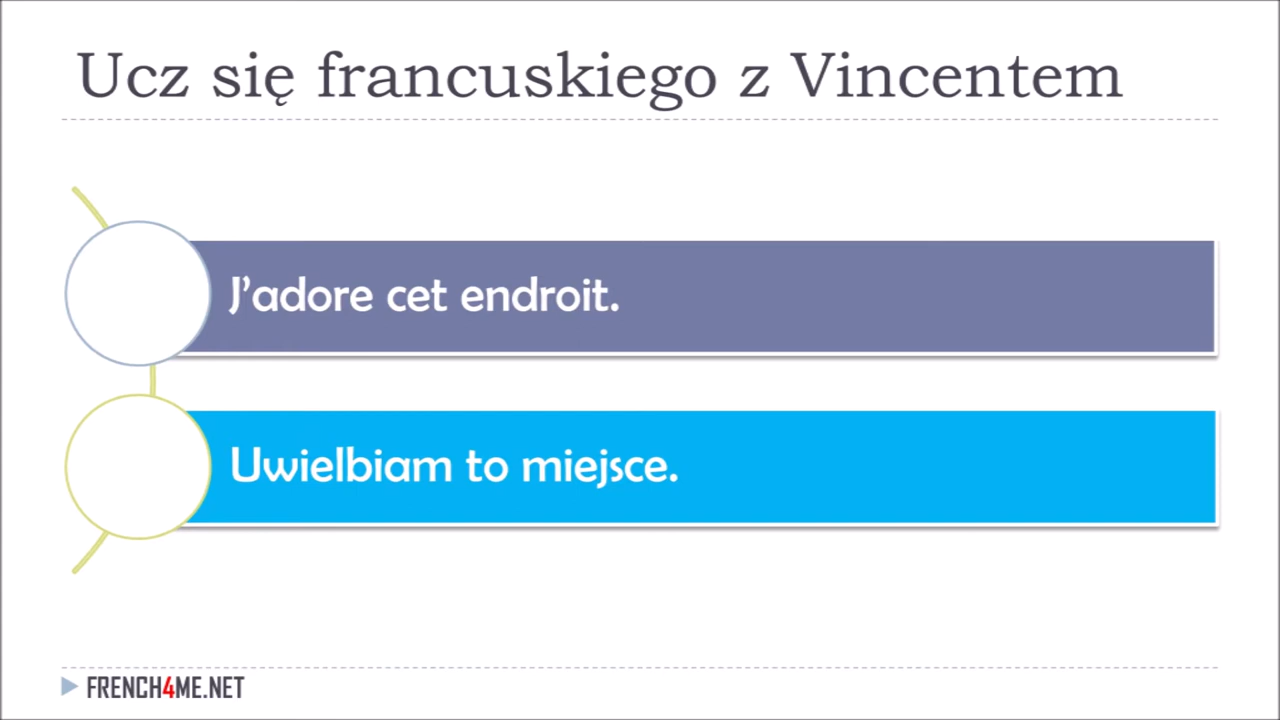 Ucz się francuskiego z Vincentem
J’adore cet endroit.
Uwielbiam to miejsce.
FRENCH4ME.NET